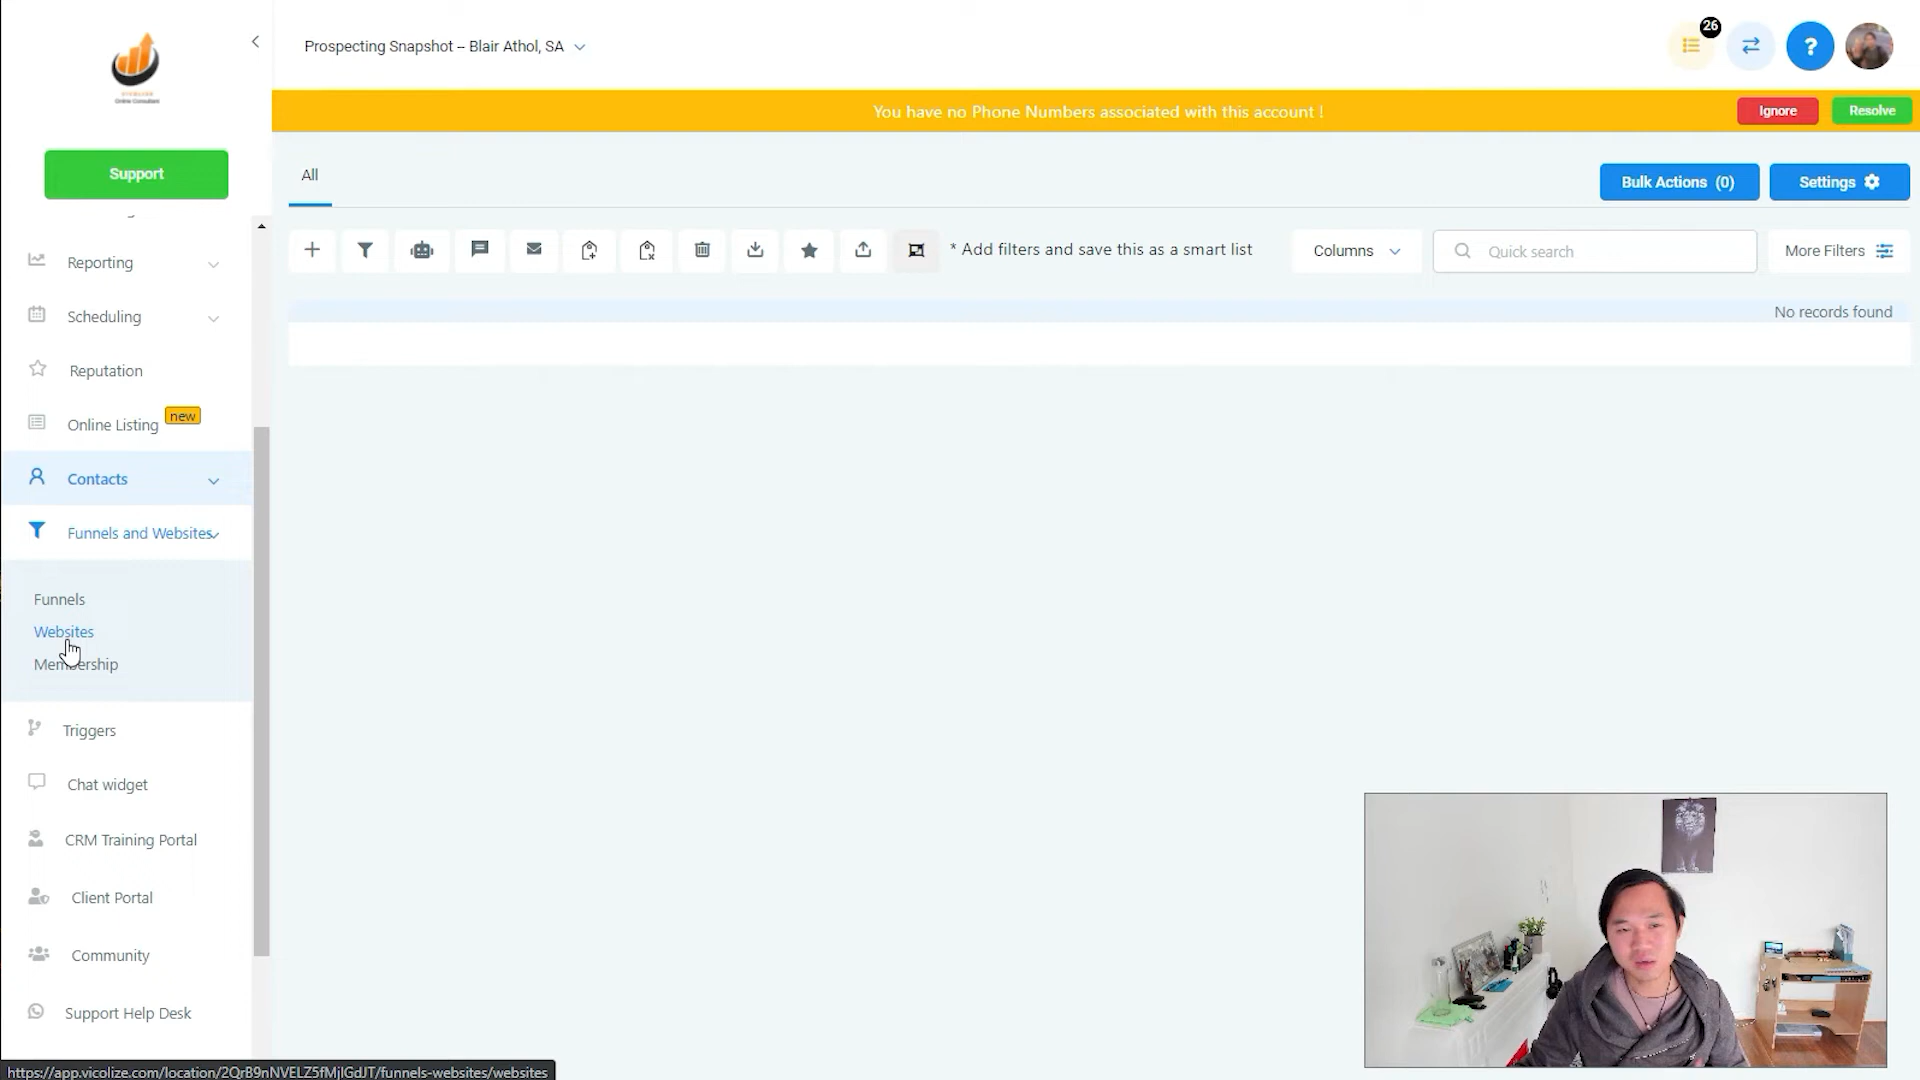 Prospecting Snapshot -- Blair Athol, SA
26
?
Online Consultant
You have no Phone Numbers associated with this account !
Ignore
Resolve
Support
All
Bulk Actions (0)
Settings
* Add filters and save this as a smart list
Columns
Quick search
More Filters
No records found
Reporting
Scheduling
Reputation
Online Listing
new
Contacts
Funnels and Websites
Funnels
Websites
Membership
Triggers
Chat widget
CRM Training Portal
Client Portal
Community
Support Help Desk
https://app.vicolize.com/location/2QrB9nNVELZ5fMjlGdJT/funnels-websites/websites